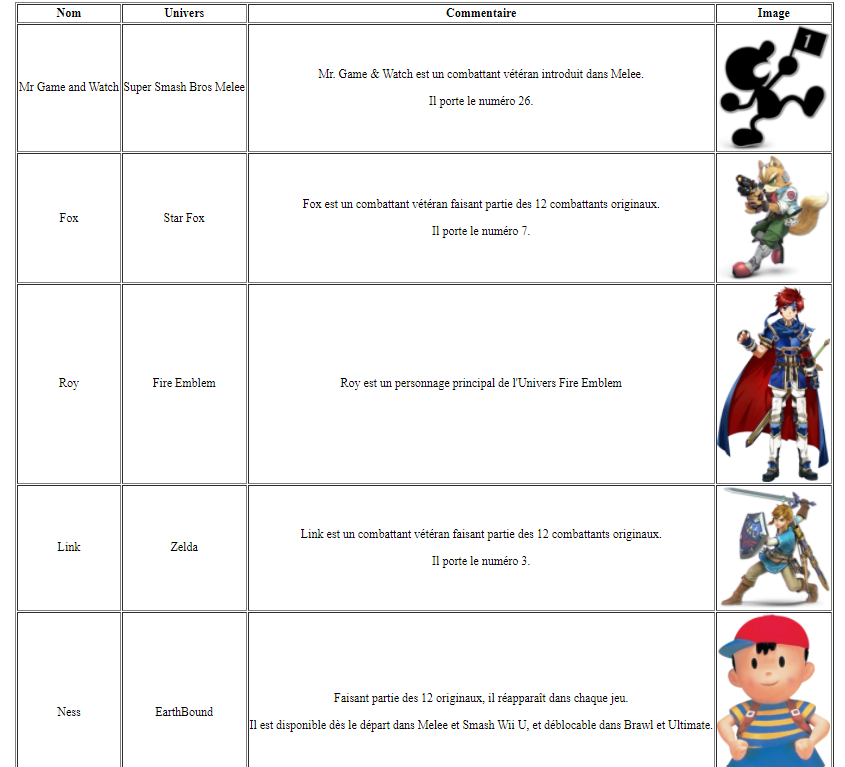 Nom Univers Commentaire Image
Mr Game and Watch Super Smash Bros Melee
Mr. Game & Watch est un combattant vétéran introduit dans Melee.
Il porte le numéro 26.
1
Fox Star Fox
Fox est un combattant vétéran faisant partie des 12 combattants originaux.
Il porte le numéro 7.
Roy Fire Emblem Roy est un personnage principal de l'Univers Fire Emblem
Link Zelda
Link est un combattant vétéran faisant partie des 12 combattants originaux.
Il porte le numéro 3.
Ness EarthBound
Faisant partie des 12 originaux, il réapparaît dans chaque jeu.
Il est disponible dès le départ dans Melee et Smash Wii U, et déblocable dans Brawl et Ultimate.